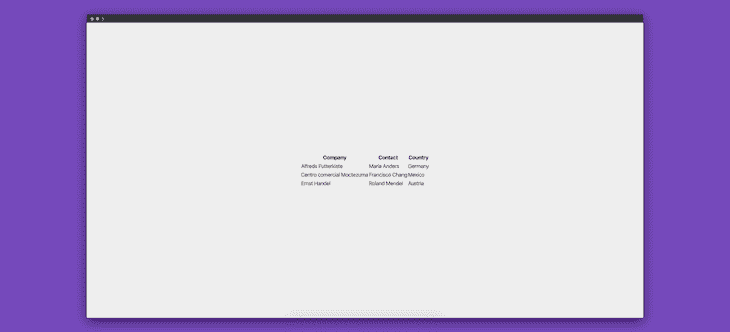 Company Contact Country
Alfreds Futterkiste Maria Anders Germany
Centro comercial Moctezuma Francisco Chang Mexico
Ernst Handel Roland Mendel Austria